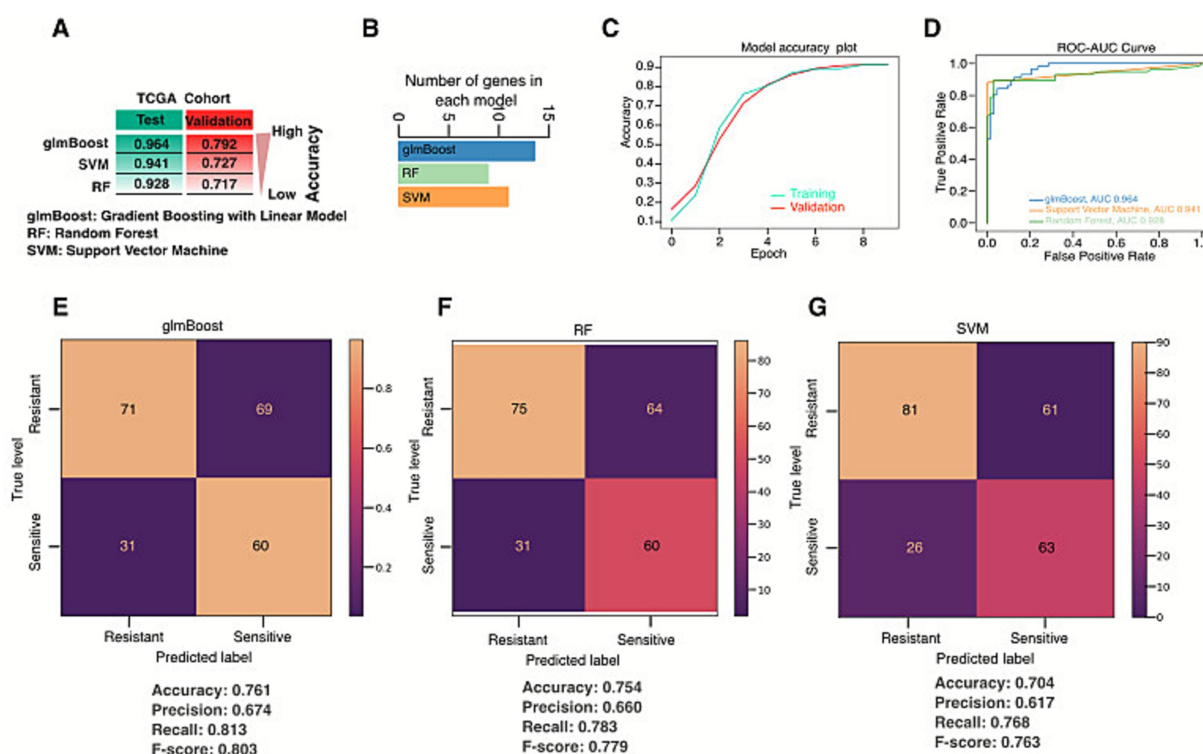 A
TCGA Cohort
Test Validation
glmBoost 0.964 0.792
SVM 0.941 0.727
RF 0.928 0.717
High
Low
Accuracy
glmBoost: Gradient Boosting with Linear Model
RF: Random Forest
SVM: Support Vector Machine
B
Number of genes in
each model
0 5 10 15
glmBoost
RF
SVM
C
Model accuracy plot
Accuracy
0.9
0.8
0.7
0.6
0.5
0.4
0.3
0.2
0.1
Training
Validation
0 2 4 6 8
Epoch
D
ROC-AUC Curve
True Positive Rate
1.0
0.8
0.6
0.4
0.2
0.0
glmBoost, AUC 0.964
Support Vector Machine, AUC 0.941
Random Forest, AUC 0.928
0.0 0.2 0.4 0.6 0.8 1.
False Positive Rate
E
glmBoost
True level
Resistant
Sensitive
71 69
31 60
0.8
0.6
0.4
0.2
Resistant Sensitive
Predicted label
Accuracy: 0.761
Precision: 0.674
Recall: 0.813
F-score: 0.803
F
RF
True level
Resistant
Sensitive
75 64
31 60
80
70
60
50
40
30
20
10
Resistant Sensitive
Predicted label
Accuracy: 0.754
Precision: 0.660
Recall: 0.783
F-score: 0.779
G
SVM
True level
Resistant
Sensitive
81 61
26 63
90
80
70
60
50
40
30
20
10
0
Resistant Sensitive
Predicted label
Accuracy: 0.704
Precision: 0.617
Recall: 0.768
F-score: 0.763